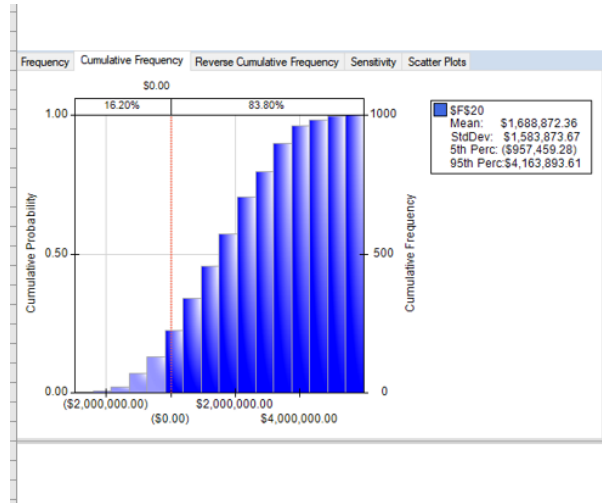 Frequency Cumulative Frequency Reverse Cumulative Frequency Sensitivity Scatter Plots
$0.00
16.20% 83.80%
1.00 1000
0.50 500
0.00 0
Cumulative Probability
Cumulative Frequency
($2,000,000.00) $2,000,000.00
($0.00) $4,000,000.00
$F$20
Mean: $1,688,872.36
StdDev: $1,583,873.67
5th Perc: ($957,459.28)
95th Perc:$4,163,893.61